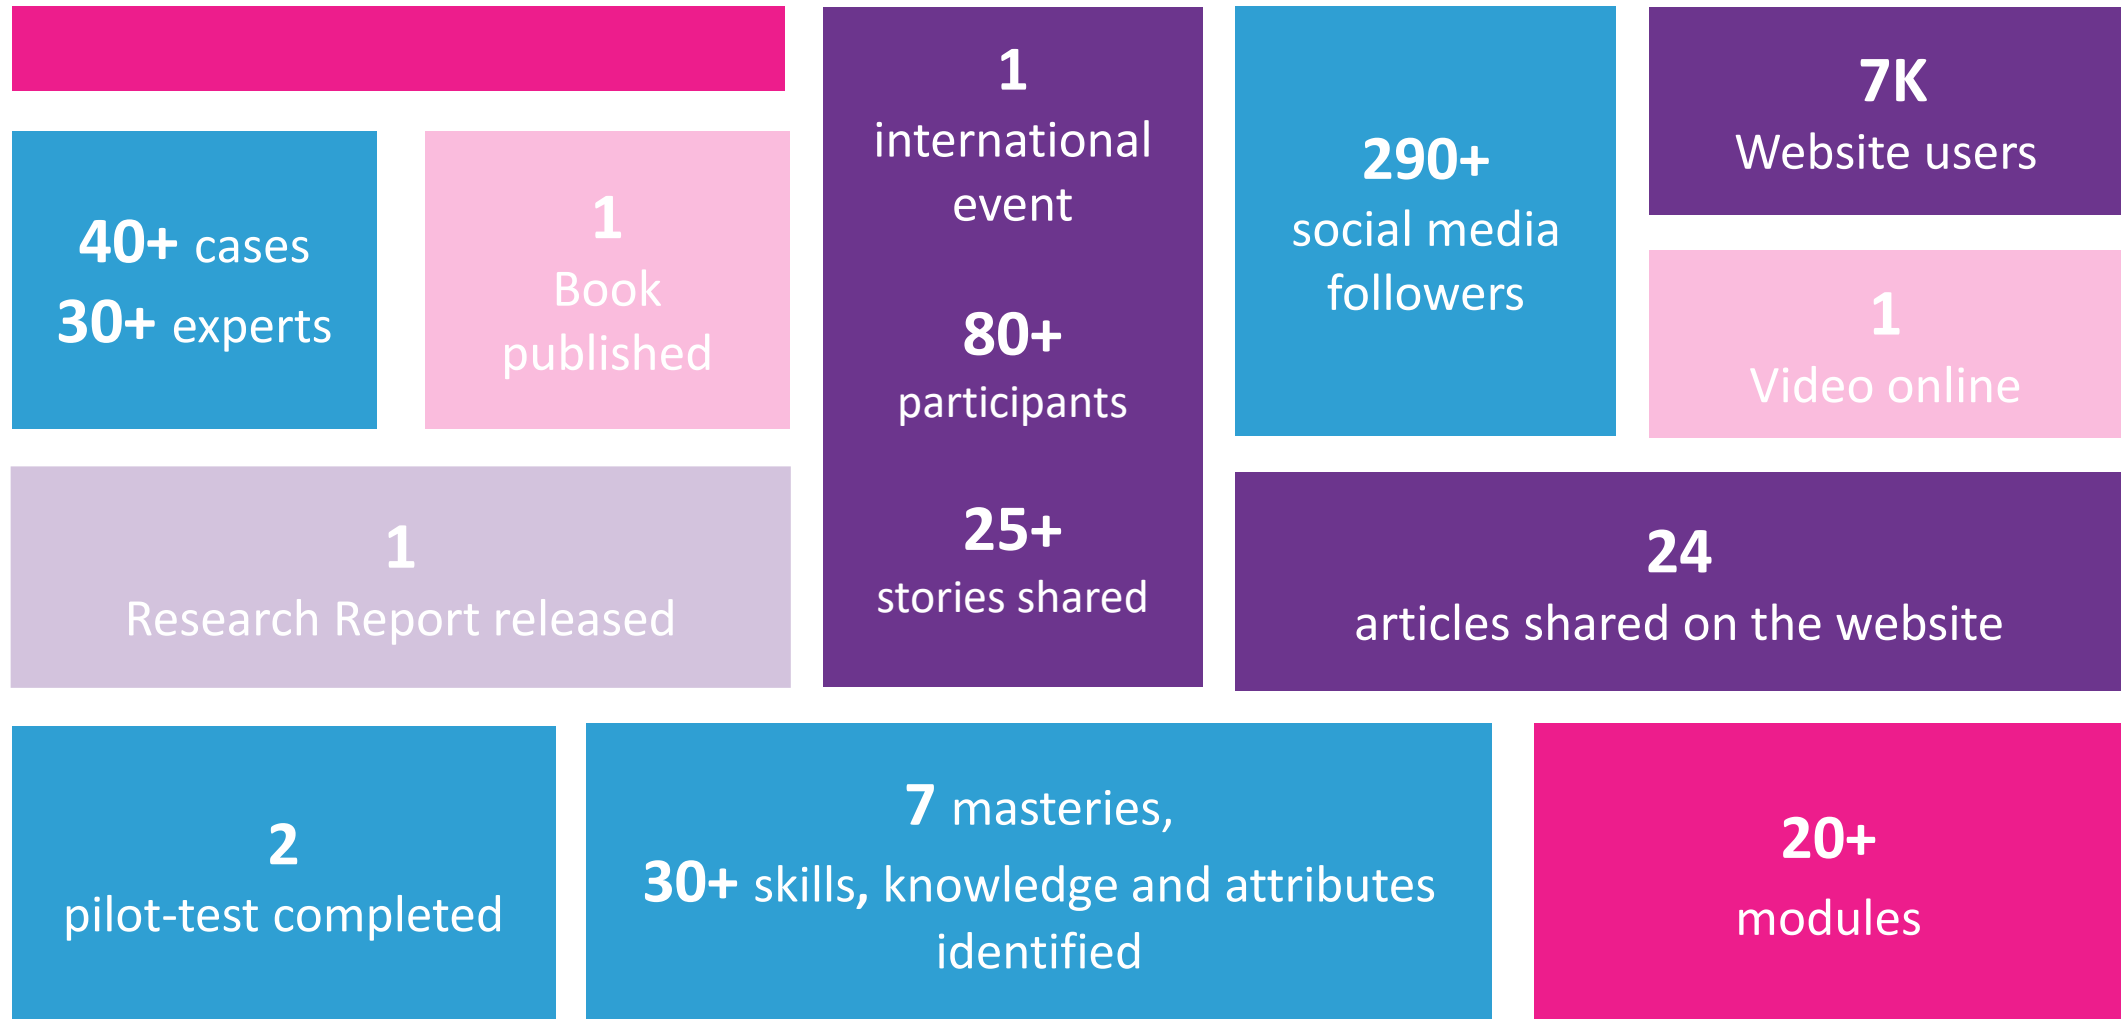 40+ cases
30+ experts
1
Book
published
1
international
event
80+
participants
25+
stories shared
290+
social media
followers
7K
Website users
1
Video online
1
Research Report released
24
articles shared on the website
2
pilot-test completed
7 masteries,
30+ skills, knowledge and attributes
identified
20+
modules